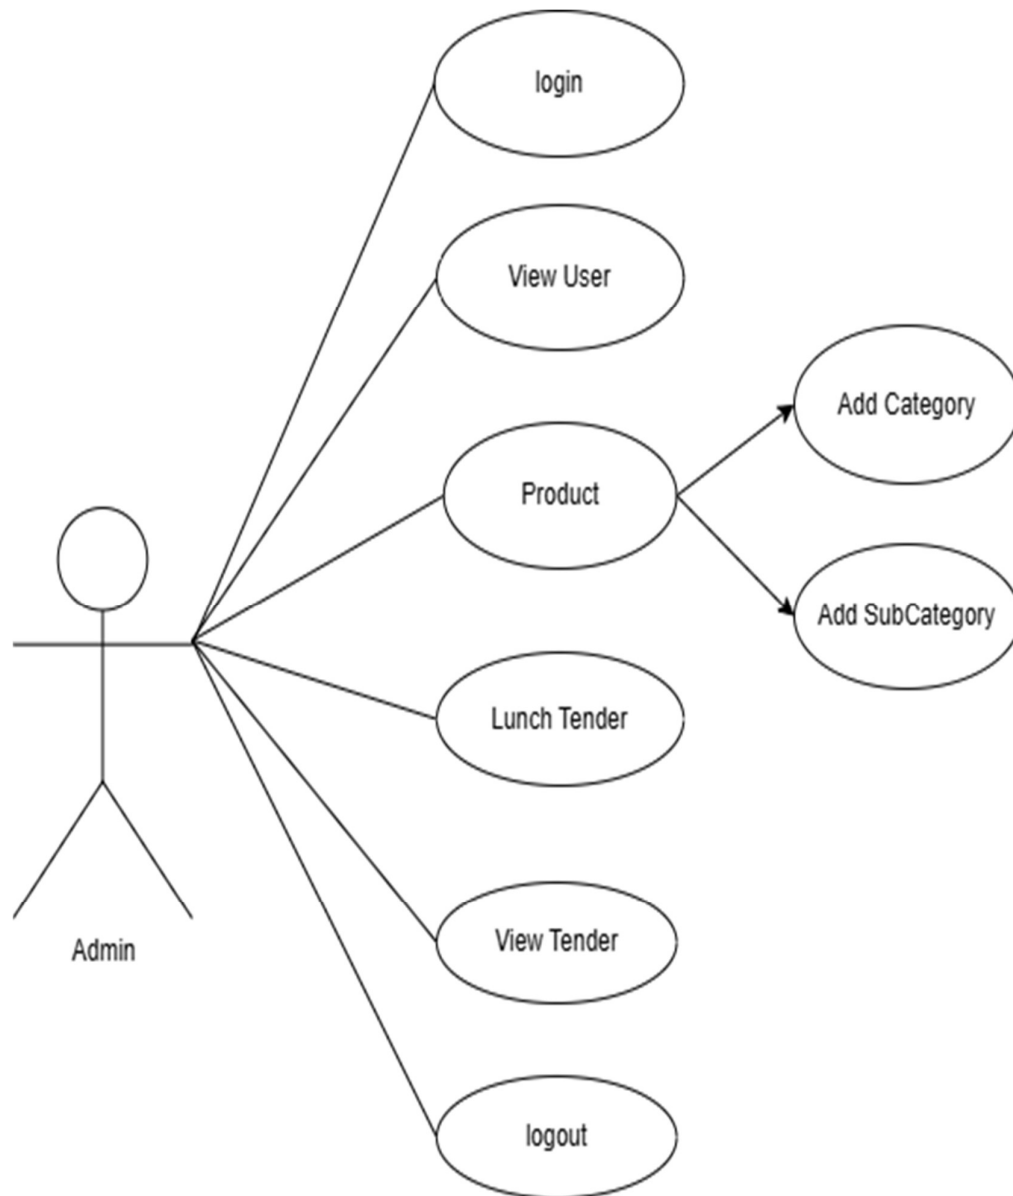 login
View User
Product
Add Category
Add SubCategory
Lunch Tender
View Tender
logout
Admin